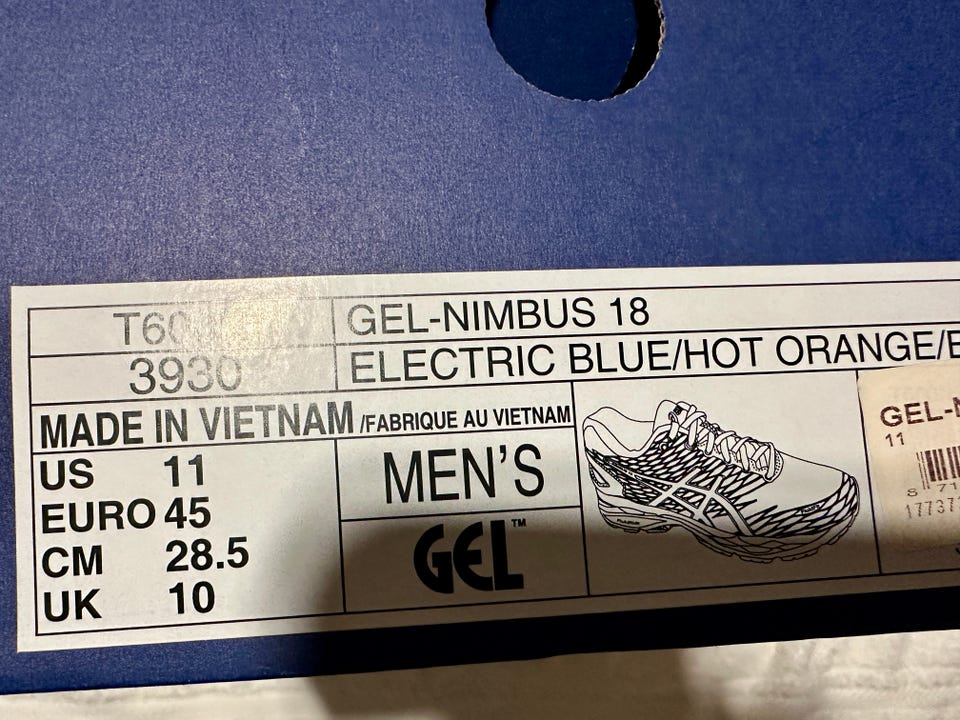 GEL-NIMBUS 18
3930
ELECTRIC BLUE/HOT ORANGE/
MADE IN VIETNAM /FABRIQUE AU VIETNAM
US 11
EURO 45
CM 28.5
UK 10
MEN'S
GEL™
11